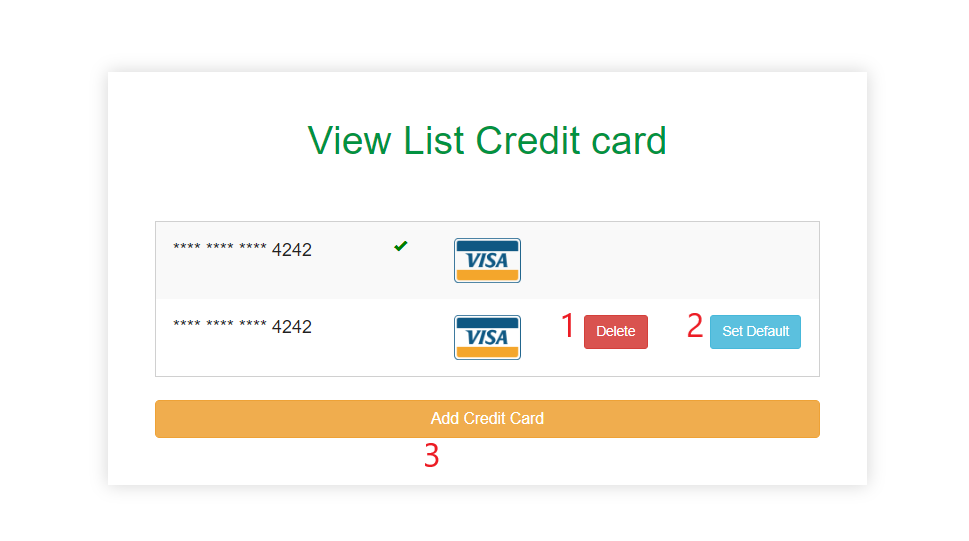 View List Credit card
**** **** **** 4242
VISA
**** **** **** 4242
VISA
1 Delete
2 Set Default
Add Credit Card
3